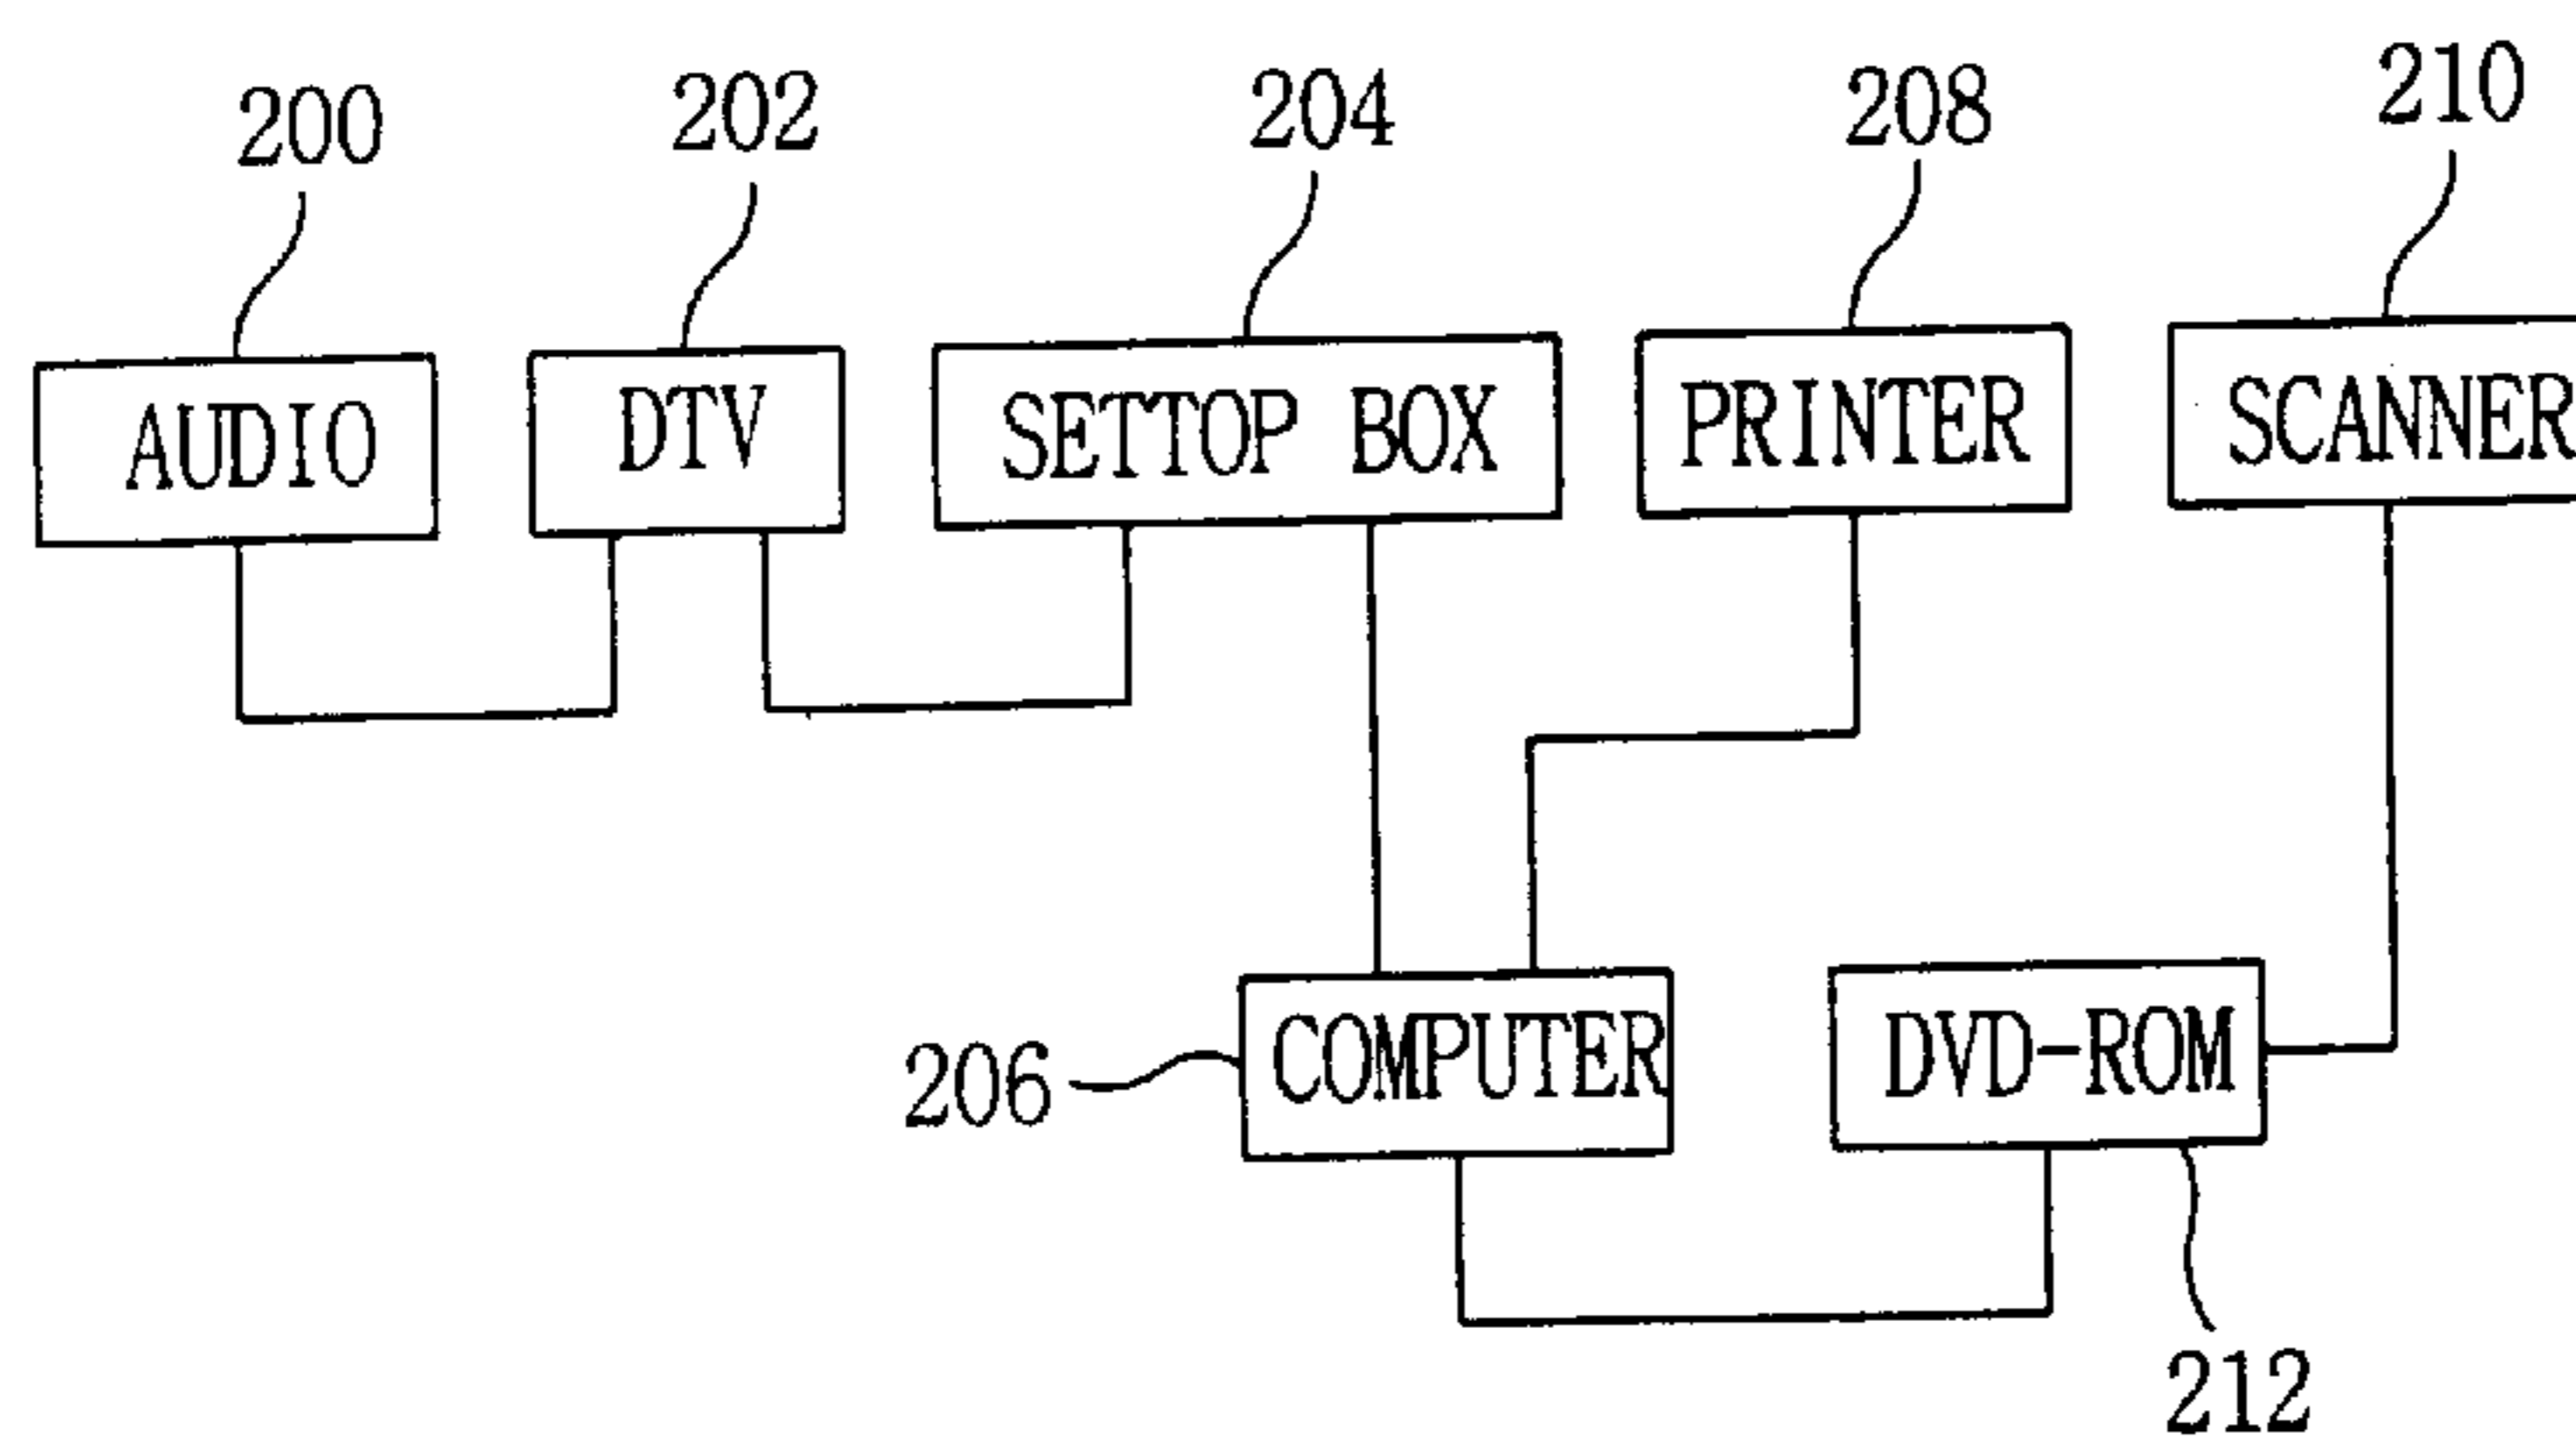 200 202 204 208 210
AUDIO DTV SETTOP BOX PRINTER SCANNER
206 COMPUTER DVD-ROM
212